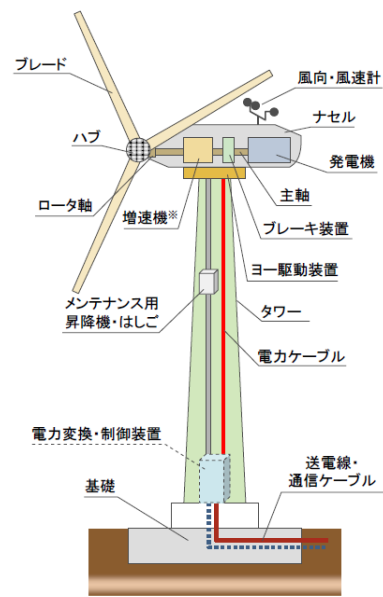 ブレード
風向・風速計
ナセル
ハブ
発電機
ロータ軸
主軸
増速機※
ブレーキ装置
ヨー駆動装置
メンテナンス用
昇降機・はしご
タワー
電力ケーブル
電力変換・制御装置
送電線・
通信ケーブル
基礎